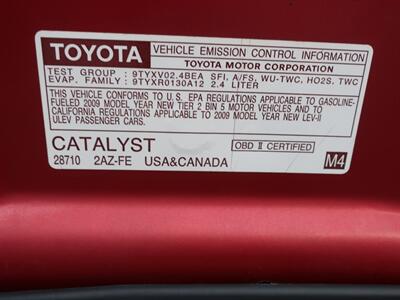 TOYOTA VEHICLE EMISSION CONTROL INFORMATION
TOYOTA MOTOR CORPORATION
TEST GROUP : 9TYXV02.4BEA SFI, A/FS, WU-TWC, HO2S, TWC
EVAP. FAMILY : 9TYXR0130A12 2.4 LITER
THIS VEHICLE CONFORMS TO U.S. EPA REGULATIONS APPLICABLE TO GASOLINE-
FUELED 2009 MODEL YEAR NEW TIER 2 BIN 5 MOTOR VEHICLES AND TO
CALIFORNIA REGULATIONS APPLICABLE TO 2009 MODEL YEAR NEW LEV-II
ULEV PASSENGER CARS.
CATALYST OBD II CERTIFIED
28710 2AZ-FE USA&CANADA M4